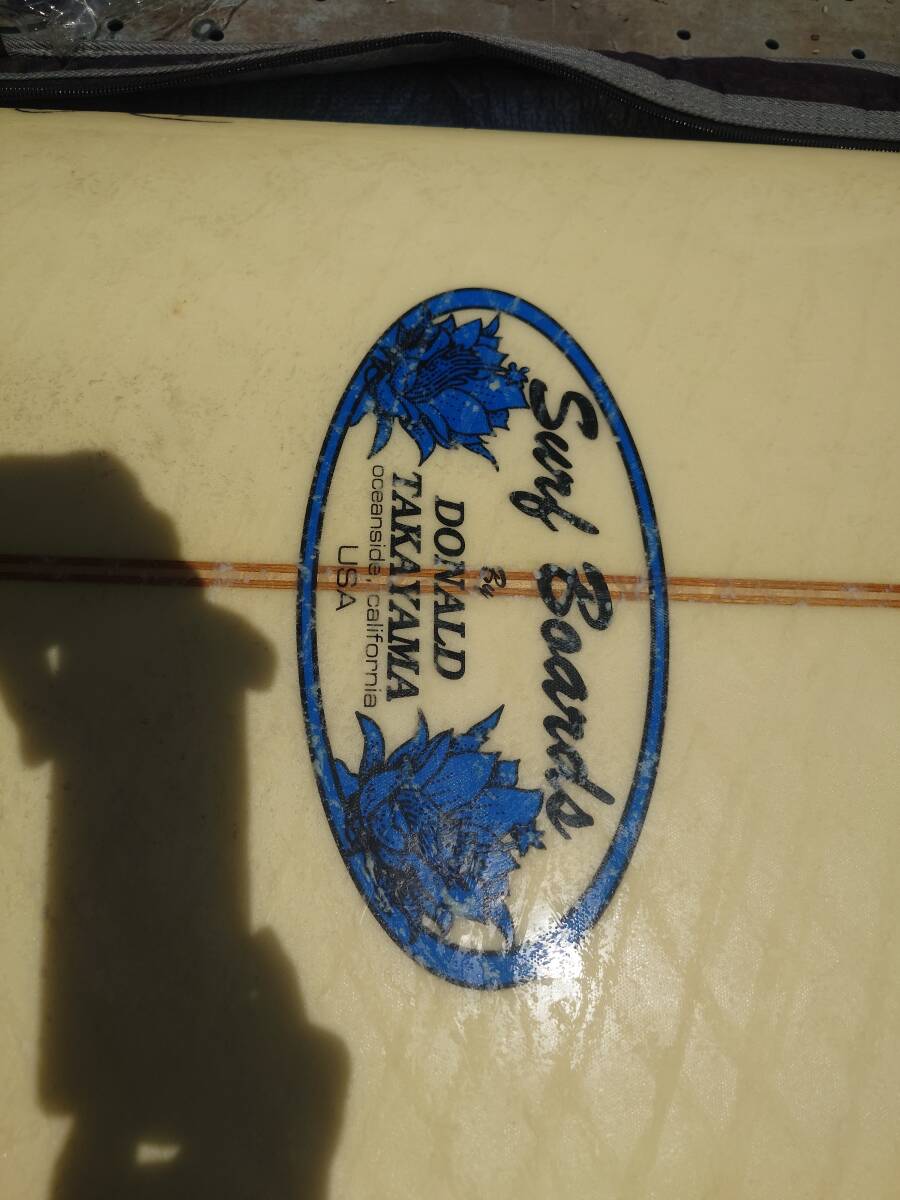 Surf Boards
By
DONALD
TAKAYAMA
oceanside, california
USA